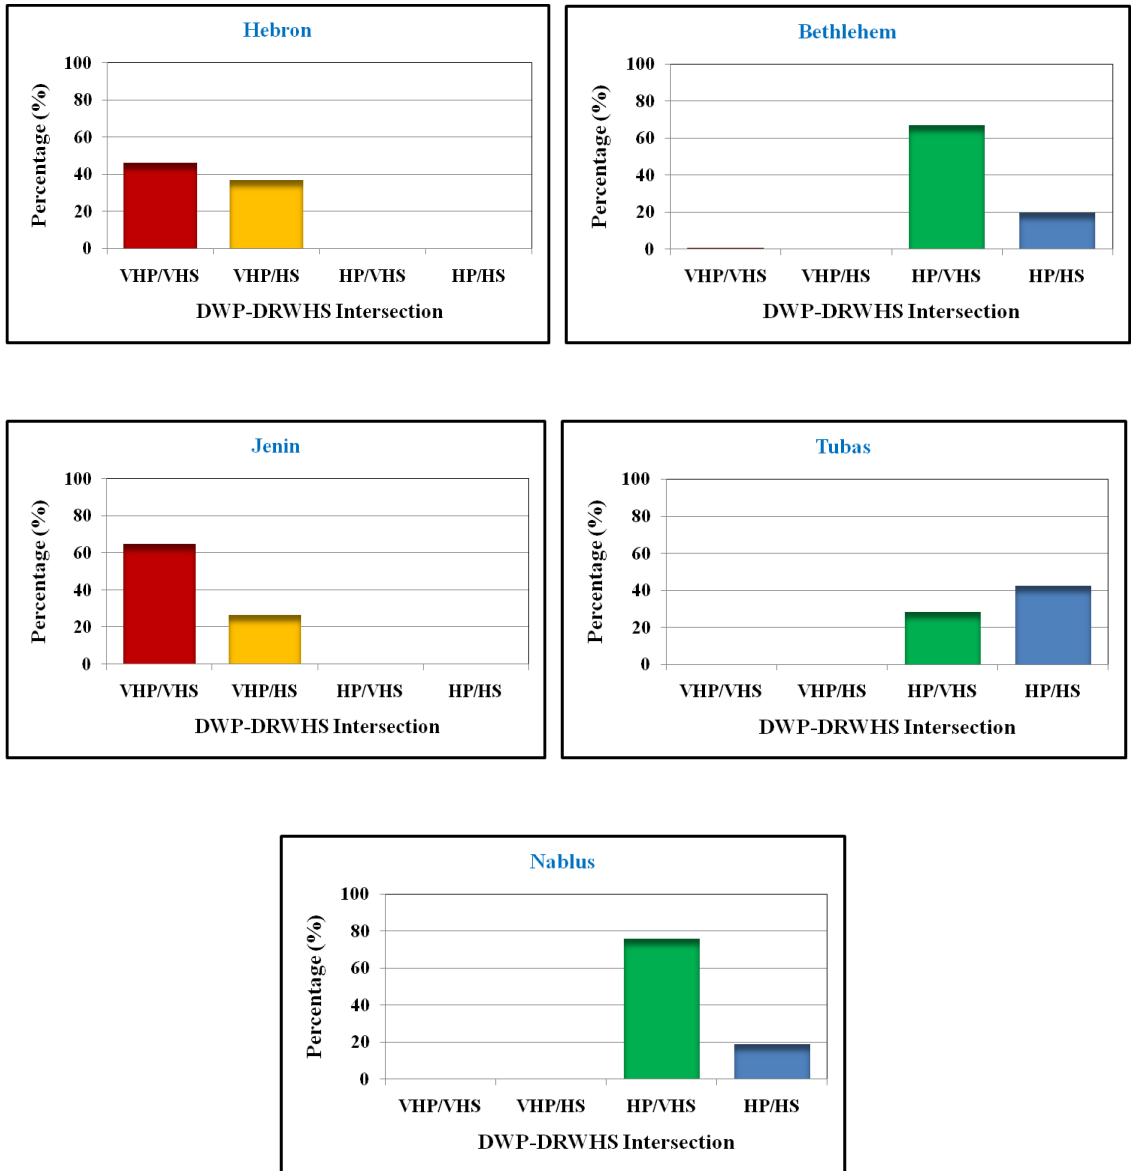 Hebron
Percentage (%)
100
80
60
40
20
0
VHP/VHS VHP/HS HP/VHS HP/HS
DWP-DRWHS Intersection
Bethlehem
Percentage (%)
100
80
60
40
20
0
VHP/VHS VHP/HS HP/VHS HP/HS
DWP-DRWHS Intersection
Jenin
Percentage (%)
100
80
60
40
20
0
VHP/VHS VHP/HS HP/VHS HP/HS
DWP-DRWHS Intersection
Tubas
Percentage (%)
100
80
60
40
20
0
VHP/VHS VHP/HS HP/VHS HP/HS
DWP-DRWHS Intersection
Nablus
Percentage (%)
100
80
60
40
20
0
VHP/VHS VHP/HS HP/VHS HP/HS
DWP-DRWHS Intersection